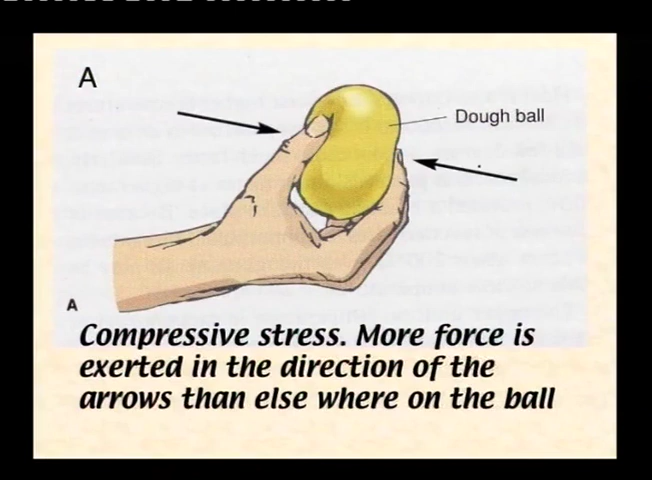 A
Dough ball
A
Compressive stress. More force is
exerted in the direction of the
arrows than else where on the ball